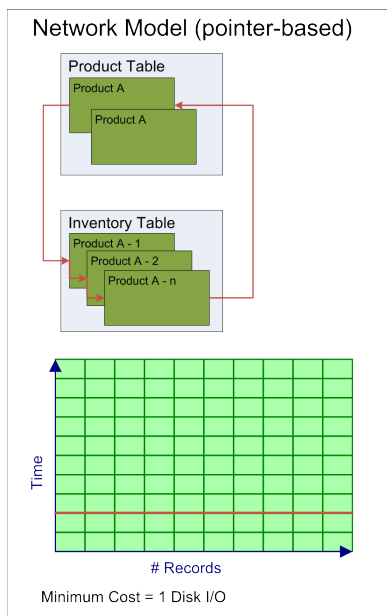 Network Model (pointer-based)
Product Table
Product A
Product A
Inventory Table
Product A - 1
Product A - 2
Product A - n
Time
# Records
Minimum Cost = 1 Disk I/O